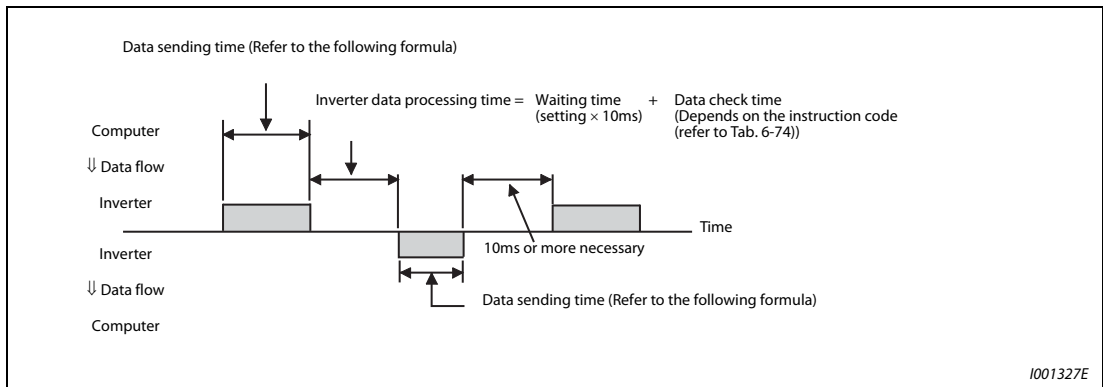 Data sending time (Refer to the following formula)
Inverter data processing time = Waiting time + Data check time
(setting × 10ms) (Depends on the instruction code
(refer to Tab. 6-74))
Computer
⇓ Data flow
Inverter
Time
Inverter
10ms or more necessary
⇓ Data flow
Data sending time (Refer to the following formula)
Computer
I001327E